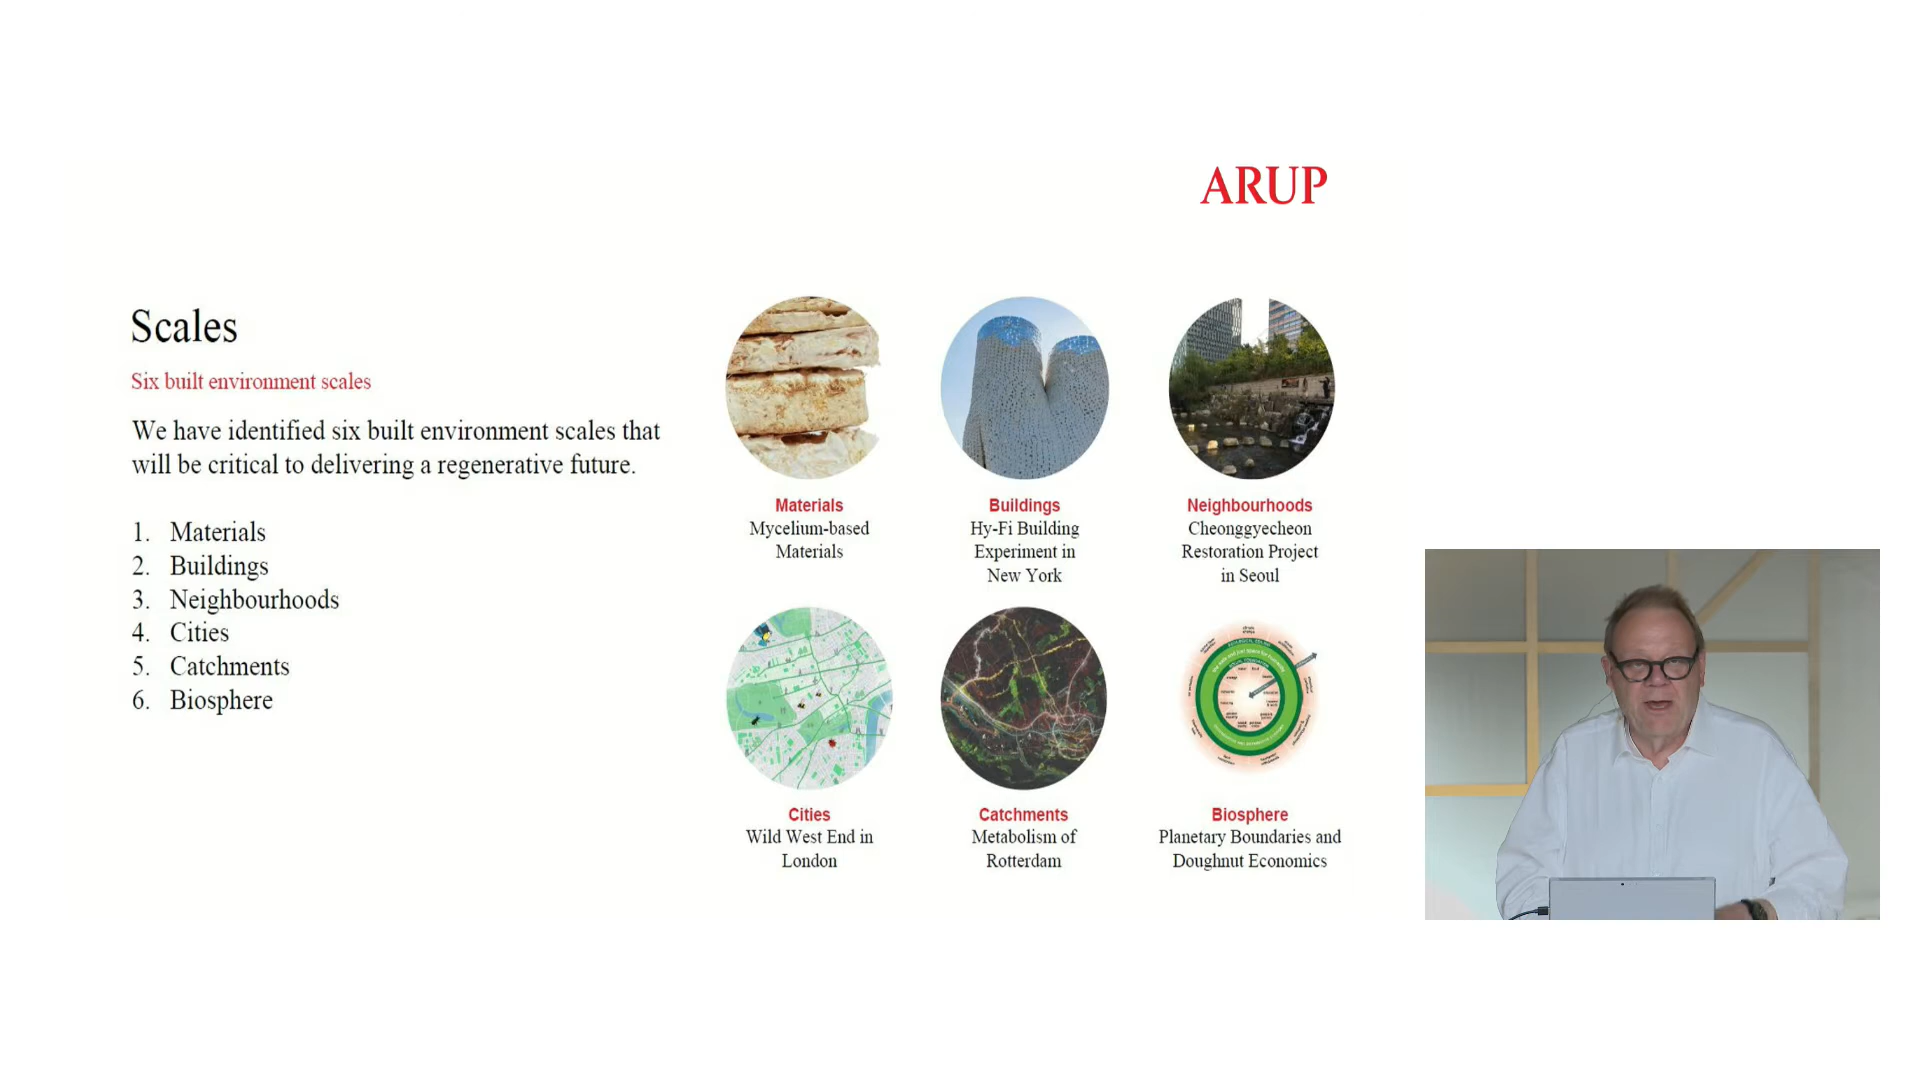 ARUP
Scales
Six built environment scales
We have identified six built environment scales that
will be critical to delivering a regenerative future.
1. Materials
2. Buildings
3. Neighbourhoods
4. Cities
5. Catchments
6. Biosphere
Materials
Mycelium-based
Materials
Buildings
Hy-Fi Building
Experiment in
New York
Neighbourhoods
Cheonggyecheon
Restoration Project
in Seoul
Cities
Wild West End in
London
Catchments
Metabolism of
Rotterdam
Biosphere
Planetary Boundaries and
Doughnut Economics